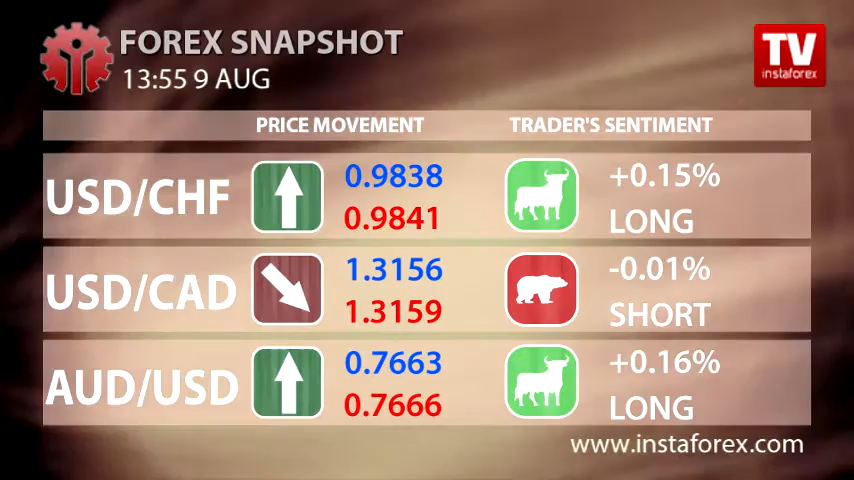 FOREX SNAPSHOT
13:55 9 AUG
TV
instaforex
PRICE MOVEMENT TRADER'S SENTIMENT
USD/CHF
0.9838
0.9841
+0.15%
LONG
USD/CAD
1.3156
1.3159
-0.01%
SHORT
AUD/USD
0.7663
0.7666
+0.16%
LONG
www.instaforex.com